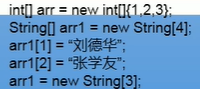 int[] arr = new int[]{1,2,3};
String[] arr1 = new String[4];
arr1[1] = “刘德华”;
arr1[2] = “张学友”;
arr1 = new String[3];